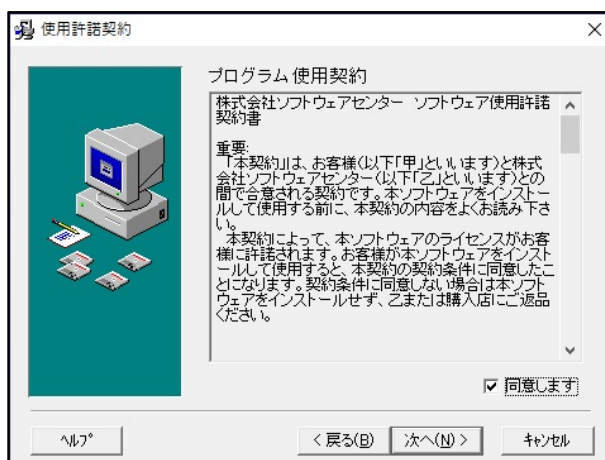 使用許諾契約
プログラム使用契約
株式会社ソフトウェアセンター ソフトウェア使用許諾
契約書
重要:
「本契約」は、お客様(以下「甲」といいます)と株式
会社ソフトウェアセンター(以下「乙」といいます)との
間で合意される契約です。本ソフトウェアをインストー
ルして使用する前に、本契約の内容をよくお読み下さ
い。
本契約によって、本ソフトウェアのライセンスがお客
様に許諾されます。お客様が本ソフトウェアをインスト
ールして使用すると、本契約の契約条件に同意したこ
とになります。契約条件に同意しない場合は本ソフト
ウェアをインストールせず、乙または購入店にご返品
ください。
同意します
ヘルプ
< 戻る(B)
次へ(N) >
キャンセル